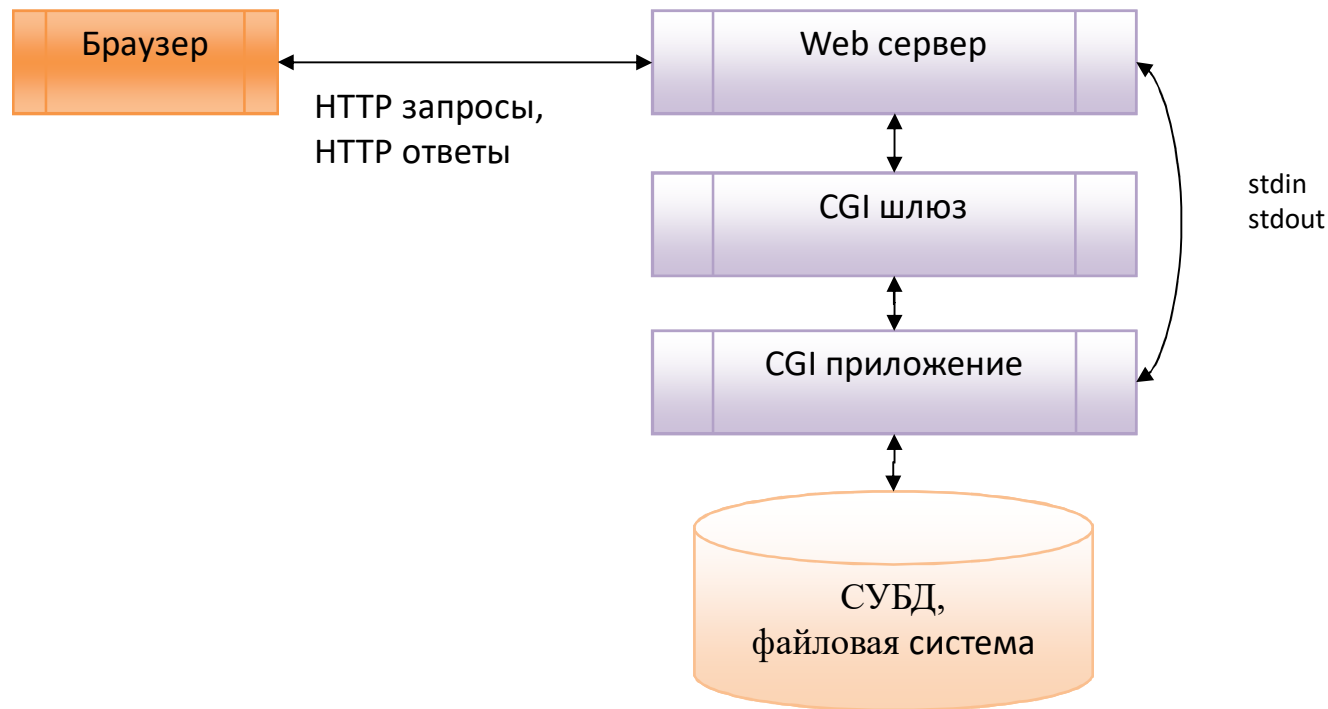 Браузер
Web сервер
HTTP запросы,
HTTP ответы
CGI шлюз
stdin
stdout
CGI приложение
СУБД,
файловая система